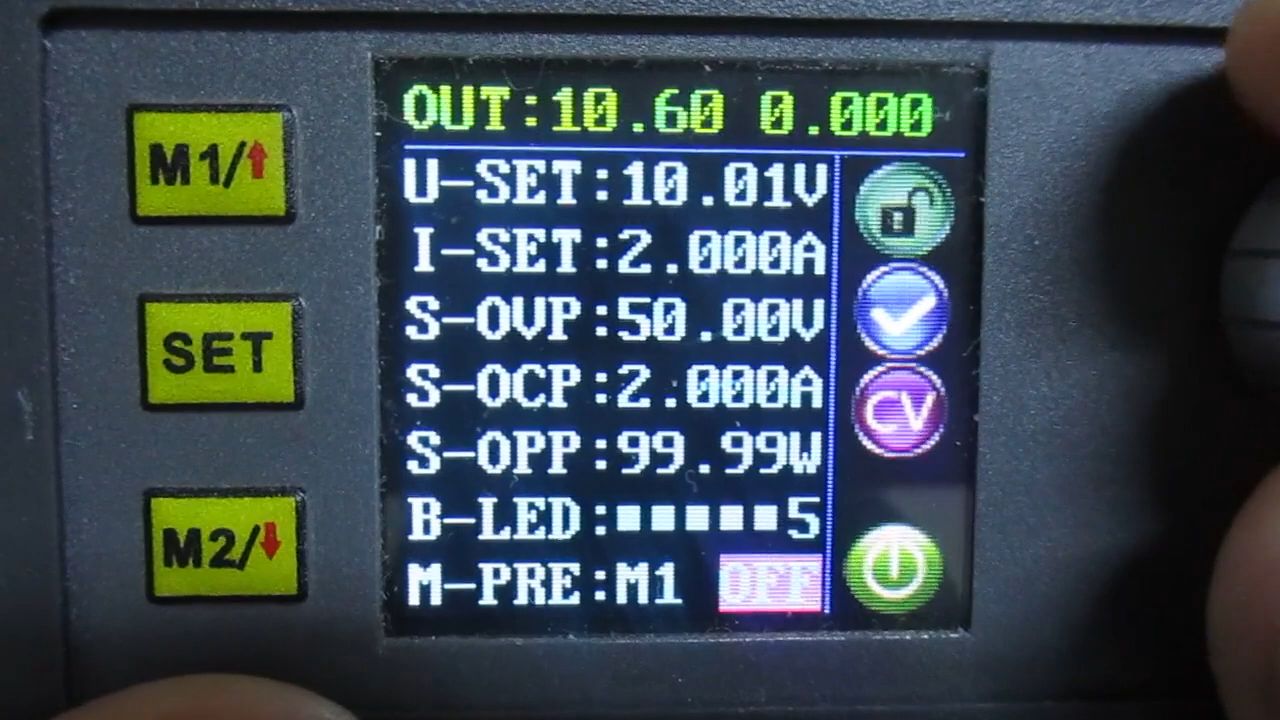 OUT:10.60 0.000
M1/↑
U-SET:10.01V
I-SET:2.000A
SET
S-OVP:50.00V
S-OCP:2.000A
CV
S-OPP:99.99W
M2/↓
B-LED:■■■■■5
M-PRE:M1 OFF